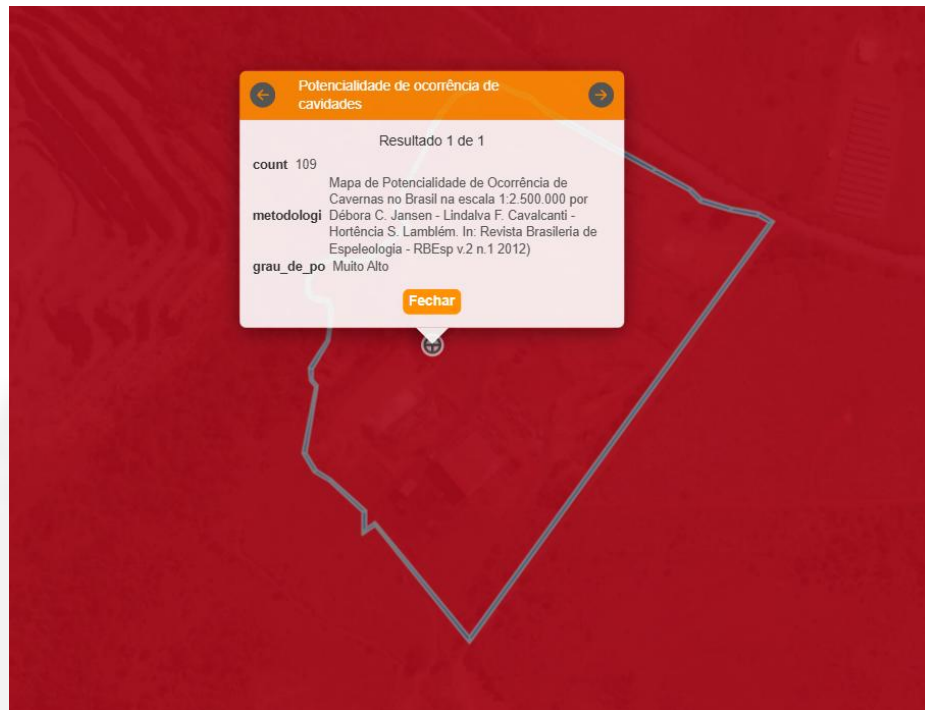 Potencialidade de ocorrência de
cavidades
Resultado 1 de 1
count 109
Mapa de Potencialidade de Ocorrência de
Cavernas no Brasil na escala 1:2.500.000 por
metodologi Débora C. Jansen - Lindalva F. Cavalcanti -
Hortência S. Lamblém. In: Revista Brasileria de
Espeleologia - RBEsp v.2 n.1 2012)
grau_de_po Muito Alto
Fechar